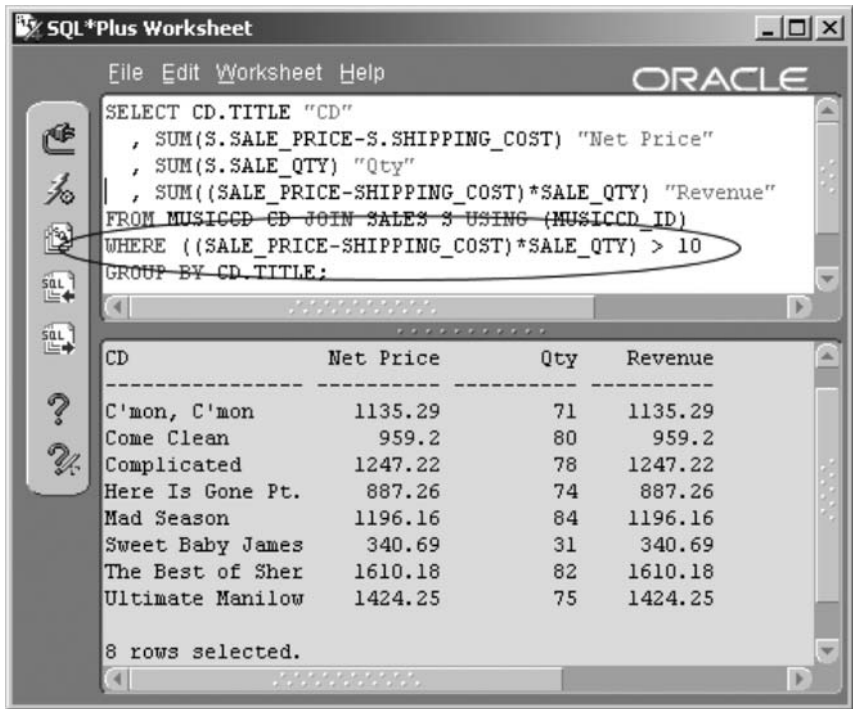 SQL*Plus Worksheet
File Edit Worksheet Help
ORACLE
SELECT CD.TITLE "CD"
, SUM(S.SALE_PRICE-S.SHIPPING_COST) "Net Price"
, SUM(S.SALE_QTY) "Qty"
, SUM((SALE_PRICE-SHIPPING_COST)*SALE_QTY) "Revenue"
FROM MUSICCD CD JOIN SALES S USING (MUSICCD_ID)
WHERE ((SALE_PRICE-SHIPPING_COST)*SALE_QTY) > 10
GROUP BY CD.TITLE;
SQL
SQL
CD Net Price Qty Revenue
---------------- ---------- ---------- ----------
C'mon, C'mon 1135.29 71 1135.29
Come Clean 959.2 80 959.2
Complicated 1247.22 78 1247.22
Here Is Gone Pt. 887.26 74 887.26
Mad Season 1196.16 84 1196.16
Sweet Baby James 340.69 31 340.69
The Best of Sher 1610.18 82 1610.18
Ultimate Manilow 1424.25 75 1424.25
8 rows selected.